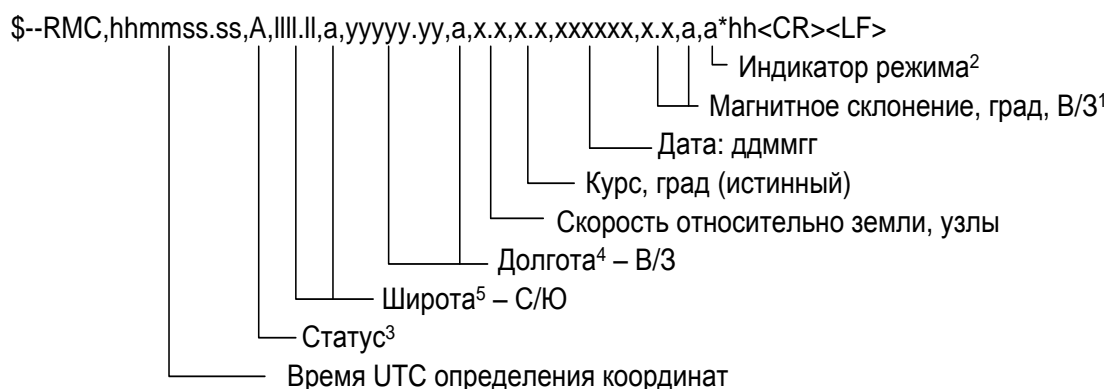 $--RMC,hhmmss.ss,A,llll.ll,a,yyyyy.yy,a,x.x,x.x,xxxxxx,x.x,a,a*hh<CR><LF>
Индикатор режима²
Магнитное склонение, град, В/З¹
Дата: ддммгг
Курс, град (истинный)
Скорость относительно земли, узлы
Долгота⁴ – В/З
Широта⁵ – С/Ю
Статус³
Время UTC определения координат